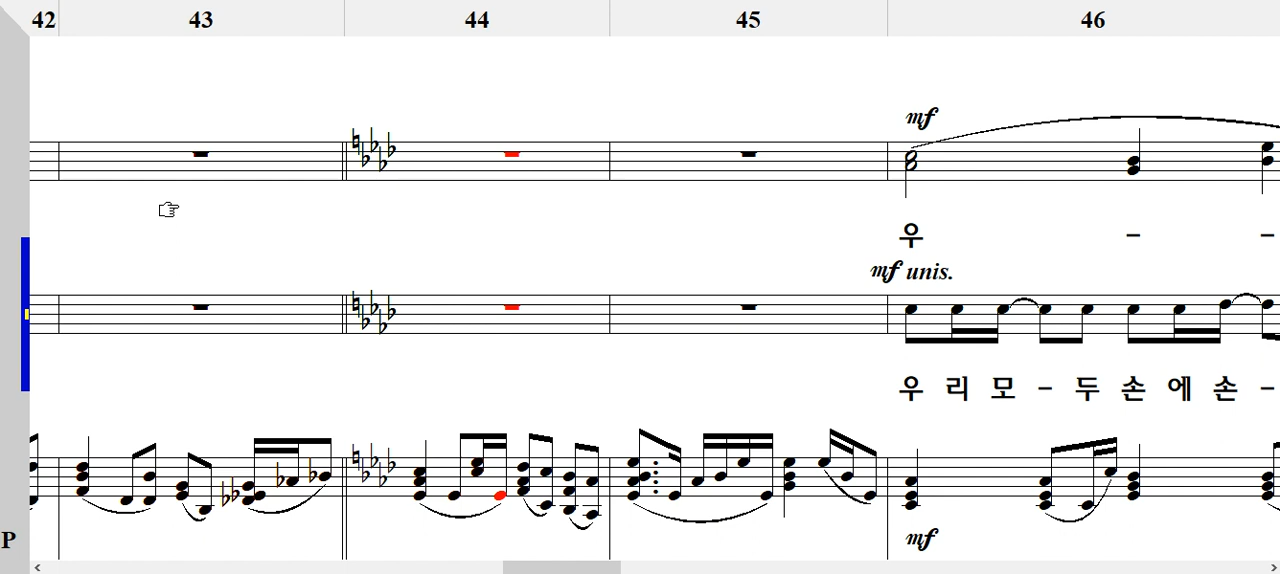 42 43 44 45 46
mf
우 - -
mf unis.
우 리 모 - 두 손 에 손 -
P
mf